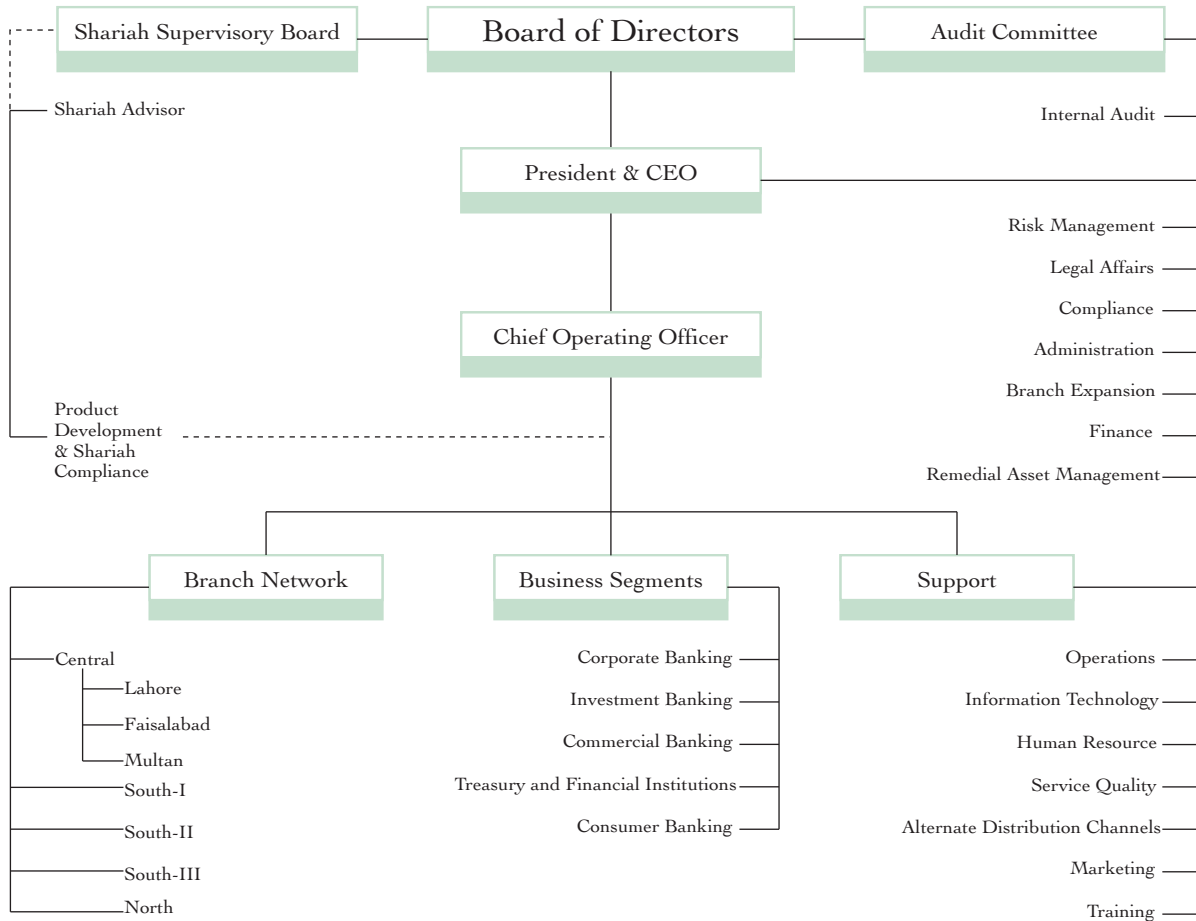 Shariah Supervisory Board
Board of Directors
Audit Committee
Shariah Advisor
Internal Audit
President & CEO
Risk Management
Legal Affairs
Compliance
Chief Operating Officer
Administration
Branch Expansion
Product
Development
& Shariah
Compliance
Finance
Remedial Asset Management
Branch Network
Business Segments
Support
Central
Lahore
Faisalabad
Multan
South-I
South-II
South-III
North
Corporate Banking
Investment Banking
Commercial Banking
Treasury and Financial Institutions
Consumer Banking
Operations
Information Technology
Human Resource
Service Quality
Alternate Distribution Channels
Marketing
Training